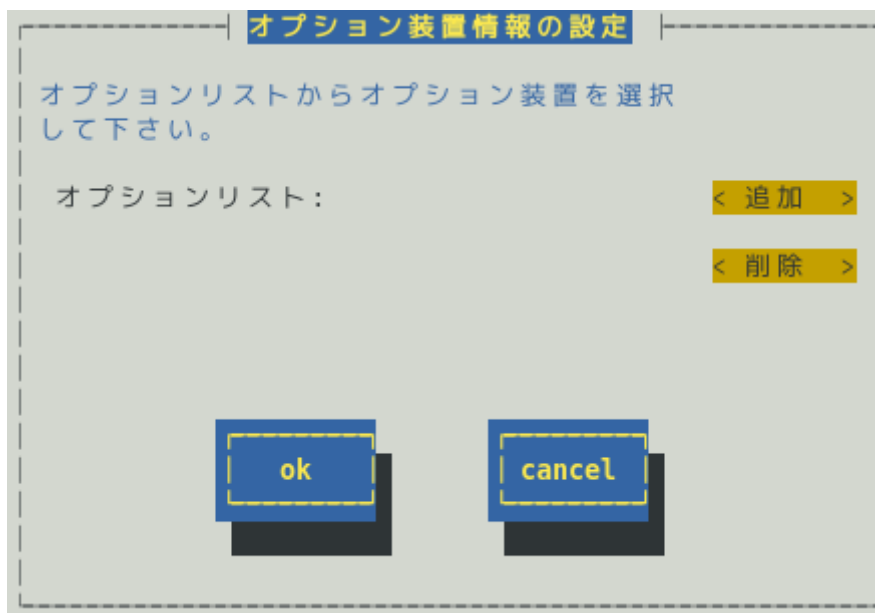 オプション装置情報の設定
オプションリストからオプション装置を選択
して下さい。
オプションリスト:
< 追加 >
< 削除 >
ok
cancel